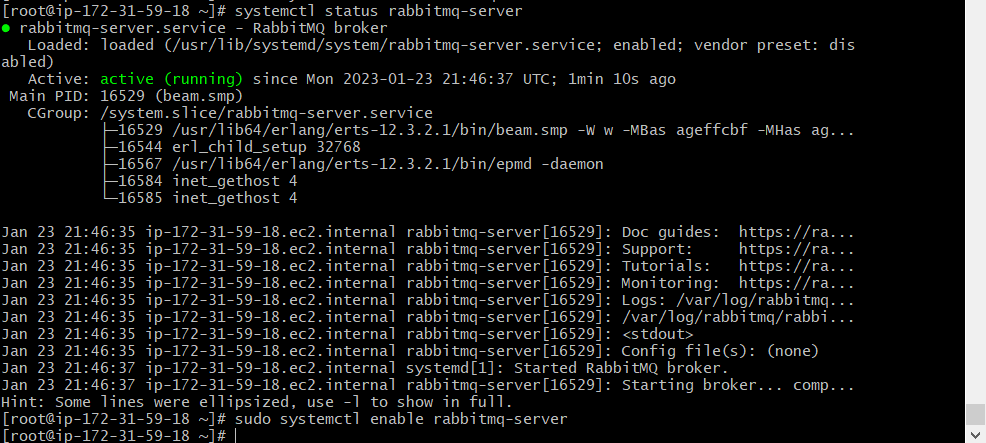 [root@ip-172-31-59-18 ~]# systemctl status rabbitmq-server
● rabbitmq-server.service - RabbitMQ broker
   Loaded: loaded (/usr/lib/systemd/system/rabbitmq-server.service; enabled; vendor preset: dis
abled)
   Active: active (running) since Mon 2023-01-23 21:46:37 UTC; 1min 10s ago
 Main PID: 16529 (beam.smp)
   CGroup: /system.slice/rabbitmq-server.service
           ├─16529 /usr/lib64/erlang/erts-12.3.2.1/bin/beam.smp -W w -MBas ageffcbf -MHas ag...
           ├─16544 erl_child_setup 32768
           ├─16567 /usr/lib64/erlang/erts-12.3.2.1/bin/epmd -daemon
           ├─16584 inet_gethost 4
           └─16585 inet_gethost 4

Jan 23 21:46:35 ip-172-31-59-18.ec2.internal rabbitmq-server[16529]: Doc guides:  https://ra...
Jan 23 21:46:35 ip-172-31-59-18.ec2.internal rabbitmq-server[16529]: Support:     https://ra...
Jan 23 21:46:35 ip-172-31-59-18.ec2.internal rabbitmq-server[16529]: Tutorials:   https://ra...
Jan 23 21:46:35 ip-172-31-59-18.ec2.internal rabbitmq-server[16529]: Monitoring:  https://ra...
Jan 23 21:46:35 ip-172-31-59-18.ec2.internal rabbitmq-server[16529]: Logs: /var/log/rabbitmq...
Jan 23 21:46:35 ip-172-31-59-18.ec2.internal rabbitmq-server[16529]: /var/log/rabbitmq/rabbi...
Jan 23 21:46:35 ip-172-31-59-18.ec2.internal rabbitmq-server[16529]: <stdout>
Jan 23 21:46:35 ip-172-31-59-18.ec2.internal rabbitmq-server[16529]: Config file(s): (none)
Jan 23 21:46:37 ip-172-31-59-18.ec2.internal systemd[1]: Started RabbitMQ broker.
Jan 23 21:46:37 ip-172-31-59-18.ec2.internal rabbitmq-server[16529]: Starting broker... comp...
Hint: Some lines were ellipsized, use -l to show in full.
[root@ip-172-31-59-18 ~]# sudo systemctl enable rabbitmq-server
[root@ip-172-31-59-18 ~]#